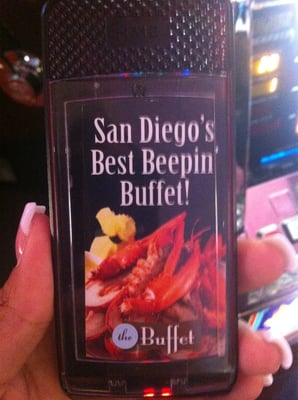 San Diego's
Best Beepin'
Buffet!
the Buffet